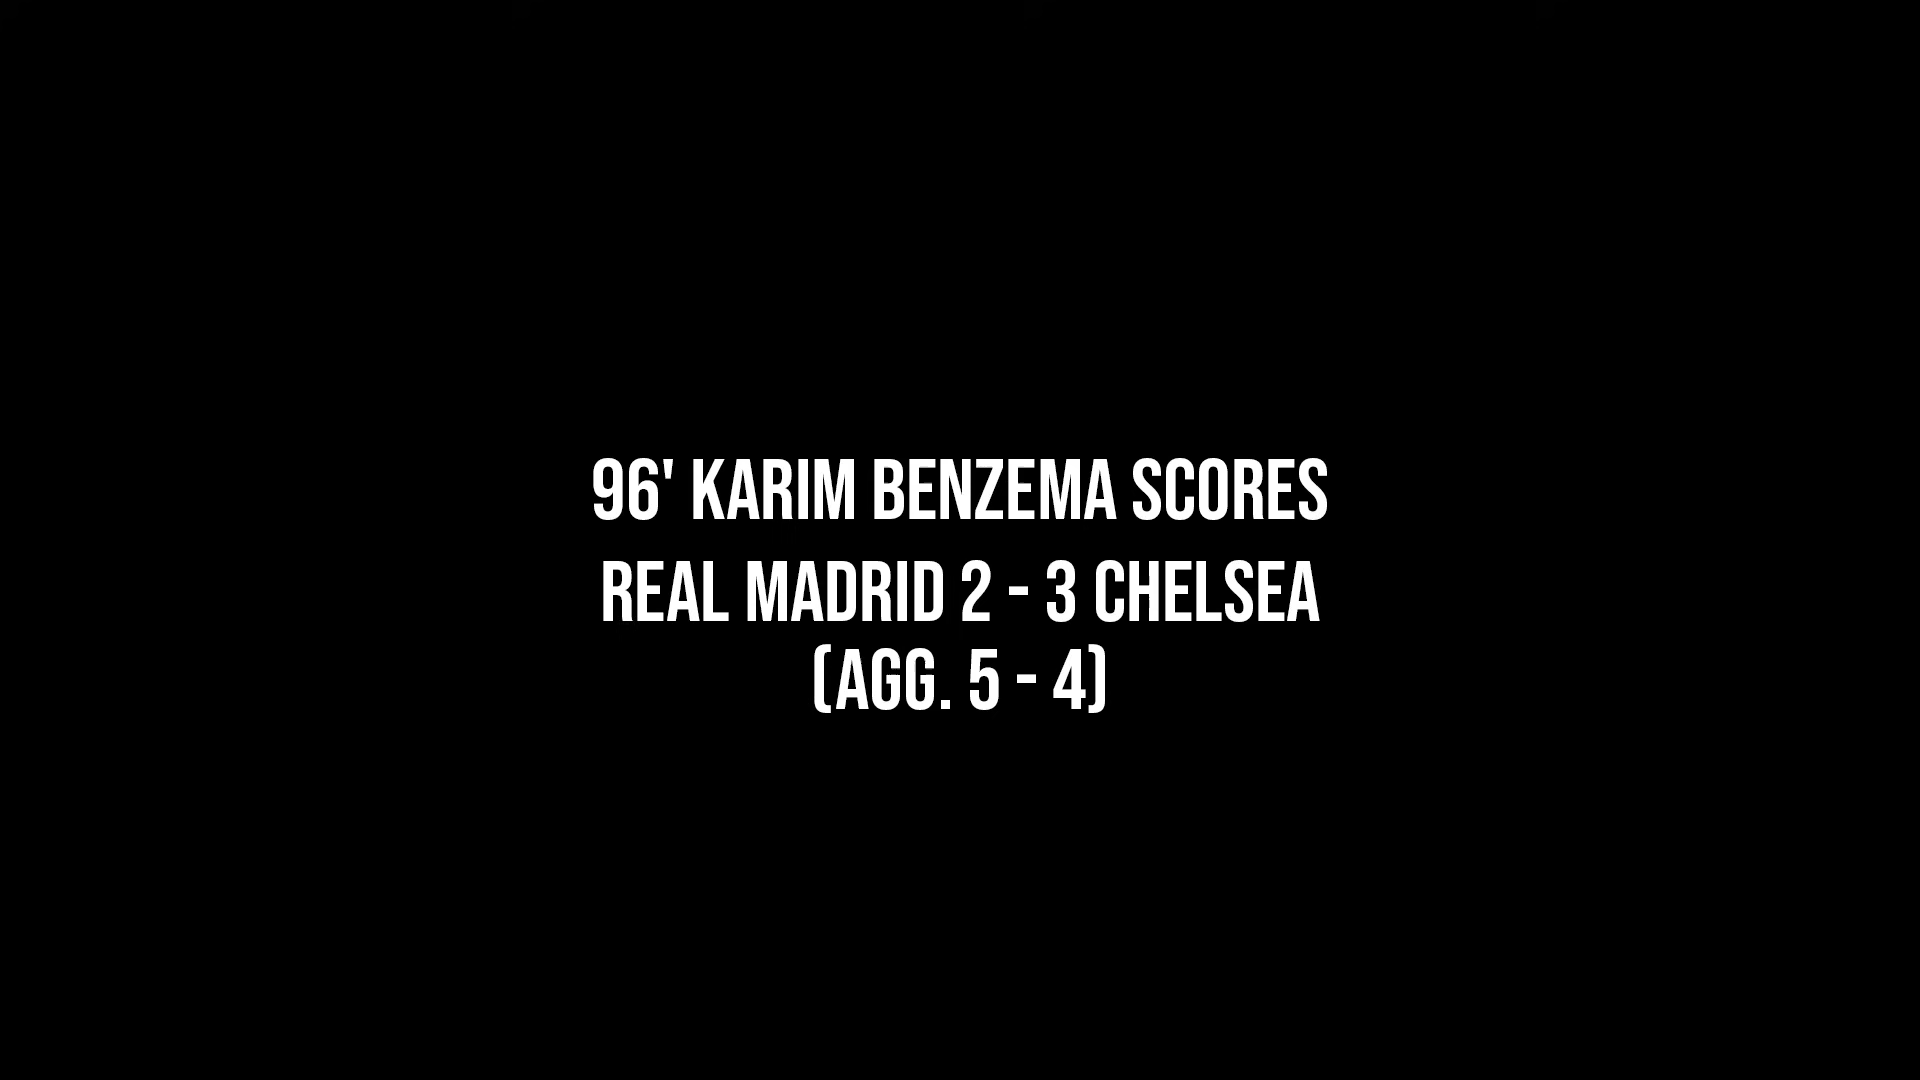 96' KARIM BENZEMA SCORES
REAL MADRID 2 - 3 CHELSEA
(AGG. 5 - 4)